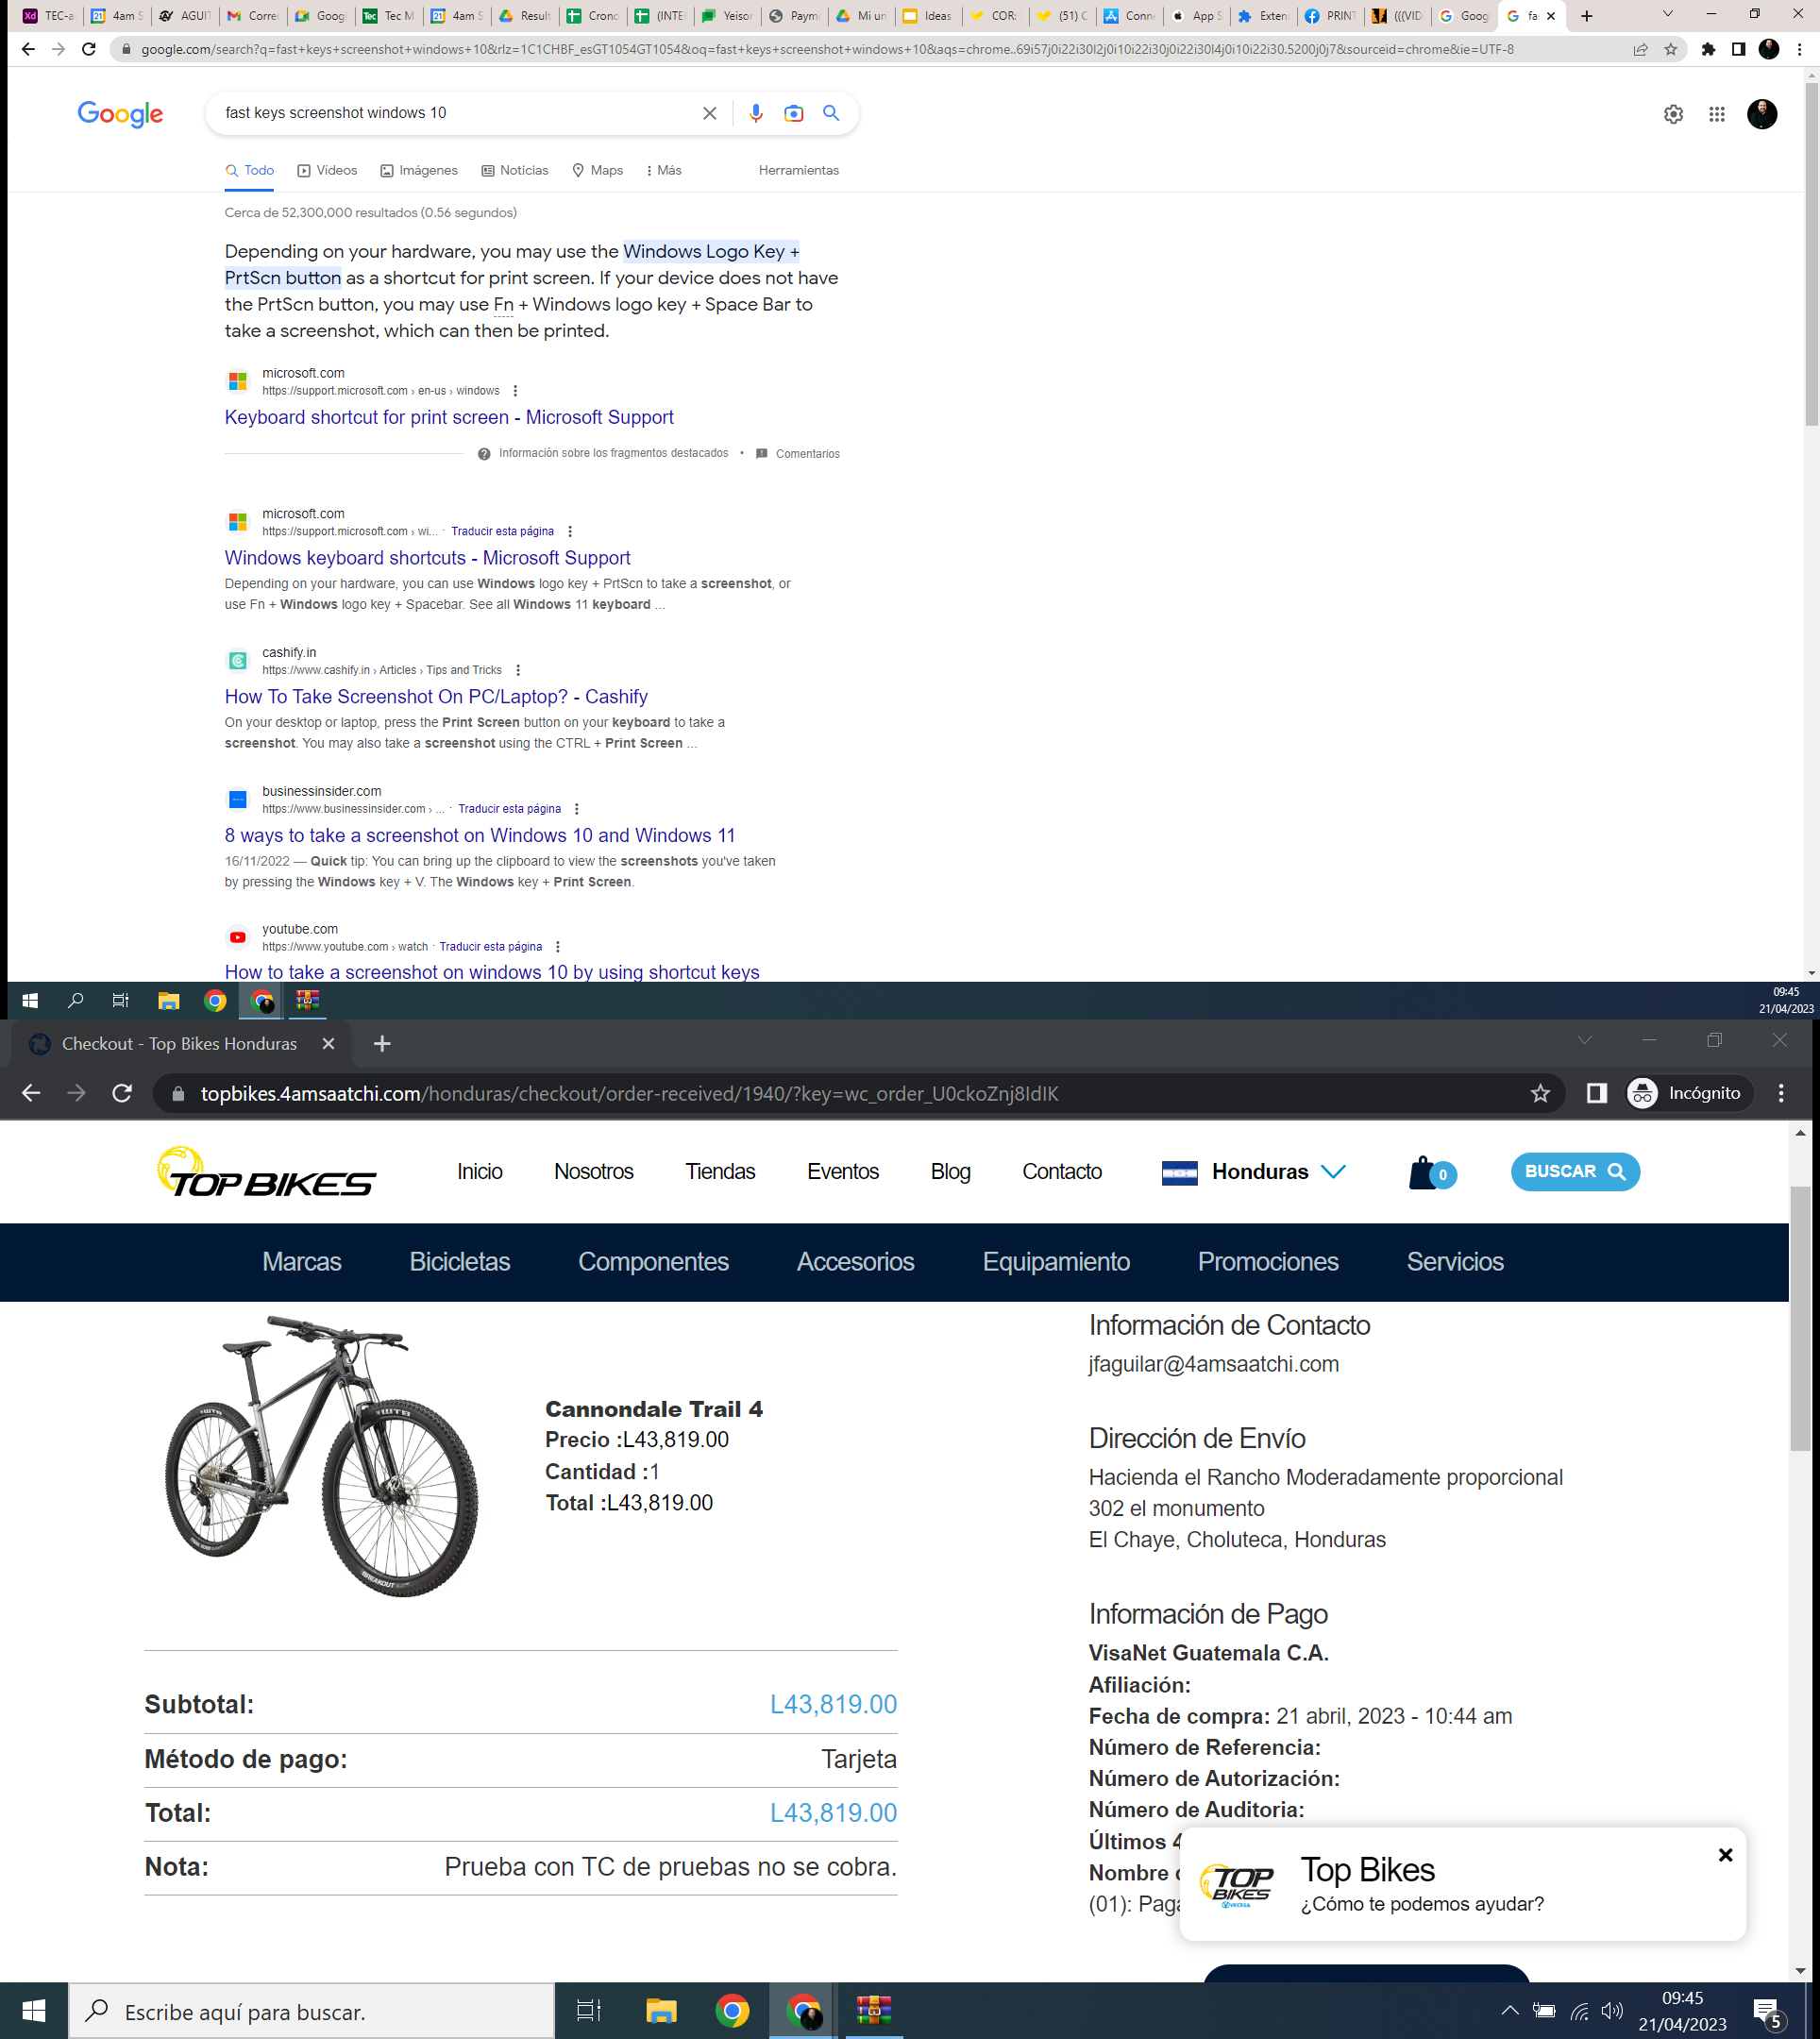 TEC-a
4am S
AGUIT
Corre
Googl
Tec M
4am S
Result
Cronc
(INTE
Yeisor
Paym
Mi un
Ideas
COR:
(51) C
Conn
App S
Exten
PRINT
(((VID
Goog
fa
google.com/search?q=fast+keys+screenshot+windows+10&rlz=1C1CHBF_esGT1054GT1054&oq=fast+keys+screenshot+windows+10&aqs=chrome..69i57j0i22i30l2j0i10i22i30j0i22i30l4j0i10i22i30.5200j0j7&sourceid=chrome&ie=UTF-8
Google
fast keys screenshot windows 10
Todo
Vídeos
Imágenes
Noticias
Maps
Más
Herramientas
Cerca de 52,300,000 resultados (0.56 segundos)
Depending on your hardware, you may use the Windows Logo Key +
PrtScn button as a shortcut for print screen. If your device does not have
the PrtScn button, you may use Fn + Windows logo key + Space Bar to
take a screenshot, which can then be printed.
microsoft.com
https://support.microsoft.com › en-us › windows
Keyboard shortcut for print screen - Microsoft Support
Información sobre los fragmentos destacados • Comentarios
microsoft.com
https://support.microsoft.com › wi... · Traducir esta página
Windows keyboard shortcuts - Microsoft Support
Depending on your hardware, you can use Windows logo key + PrtScn to take a screenshot, or
use Fn + Windows logo key + Spacebar. See all Windows 11 keyboard ...
cashify.in
https://www.cashify.in › Articles › Tips and Tricks
How To Take Screenshot On PC/Laptop? - Cashify
On your desktop or laptop, press the Print Screen button on your keyboard to take a
screenshot. You may also take a screenshot using the CTRL + Print Screen ...
businessinsider.com
https://www.businessinsider.com › ... · Traducir esta página
8 ways to take a screenshot on Windows 10 and Windows 11
16/11/2022 — Quick tip: You can bring up the clipboard to view the screenshots you've taken
by pressing the Windows key + V. The Windows key + Print Screen.
youtube.com
https://www.youtube.com › watch · Traducir esta página
How to take a screenshot on windows 10 by using shortcut keys
09:45
21/04/2023
Checkout - Top Bikes Honduras
topbikes.4amsaatchi.com/honduras/checkout/order-received/1940/?key=wc_order_U0ckoZnj8IdIK
Incógnito
TOP BIKES
Inicio
Nosotros
Tiendas
Eventos
Blog
Contacto
Honduras
0
BUSCAR
Marcas
Bicicletas
Componentes
Accesorios
Equipamiento
Promociones
Servicios
WTB
BREAKOUT
Cannondale Trail 4
Precio :L43,819.00
Cantidad :1
Total :L43,819.00
Subtotal: L43,819.00
Método de pago: Tarjeta
Total: L43,819.00
Nota: Prueba con TC de pruebas no se cobra.
Información de Contacto
jfaguilar@4amsaatchi.com
Dirección de Envío
Hacienda el Rancho Moderadamente proporcional
302 el monumento
El Chaye, Choluteca, Honduras
Información de Pago
VisaNet Guatemala C.A.
Afiliación:
Fecha de compra: 21 abril, 2023 - 10:44 am
Número de Referencia:
Número de Autorización:
Número de Auditoria:
Últimos 4
Nombre
(01): Pag
TOP
BIKES
Top Bikes
¿Cómo te podemos ayudar?
Escribe aquí para buscar.
09:45
21/04/2023
5